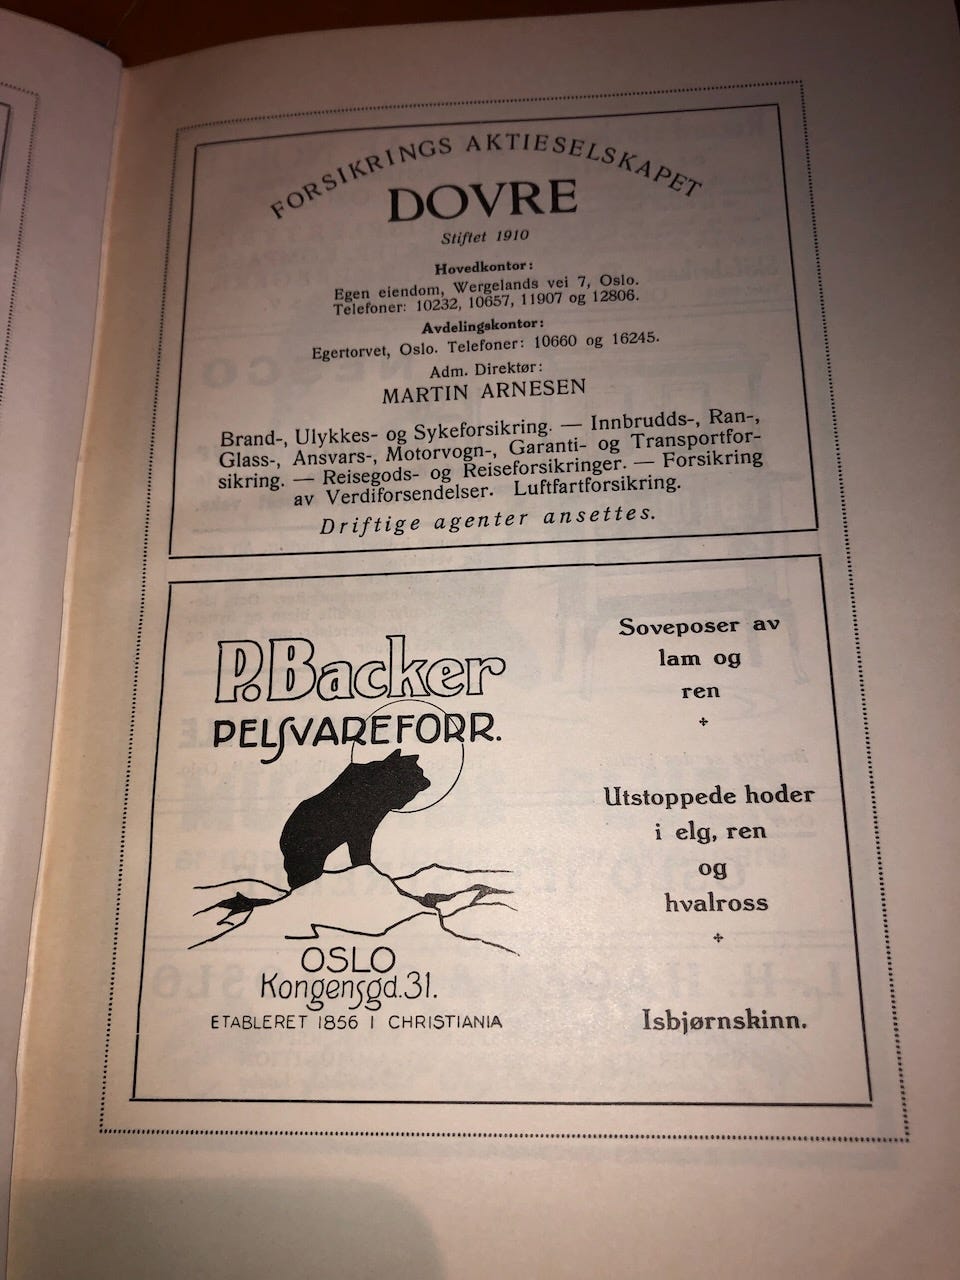 FORSIKRINGS AKTIESELSKAPET
DOVRE
Stiftet 1910
Hovedkontor:
Egen eiendom, Wergelands vei 7, Oslo.
Telefoner: 10232, 10657, 11907 og 12806.
Avdelingskontor:
Egertorvet, Oslo. Telefoner: 10660 og 16245.
Adm. Direktør:
MARTIN ARNESEN
Brand-, Ulykkes- og Sykeforsikring. — Innbrudds-, Ran-,
Glass-, Ansvars-, Motorvogn-, Garanti- og Transportfor-
sikring. — Reisegods- og Reiseforsikringer. — Forsikring
av Verdiforsendelser. Luftfartforsikring.
Driftige agenter ansettes.
P. Backer
PELSVAREFORR.
OSLO
Kongensgd. 31.
ETABLERET 1856 I CHRISTIANIA
Soveposer av
lam og
ren
Utstoppede hoder
i elg, ren
og
hvalross
Isbjørnskinn.